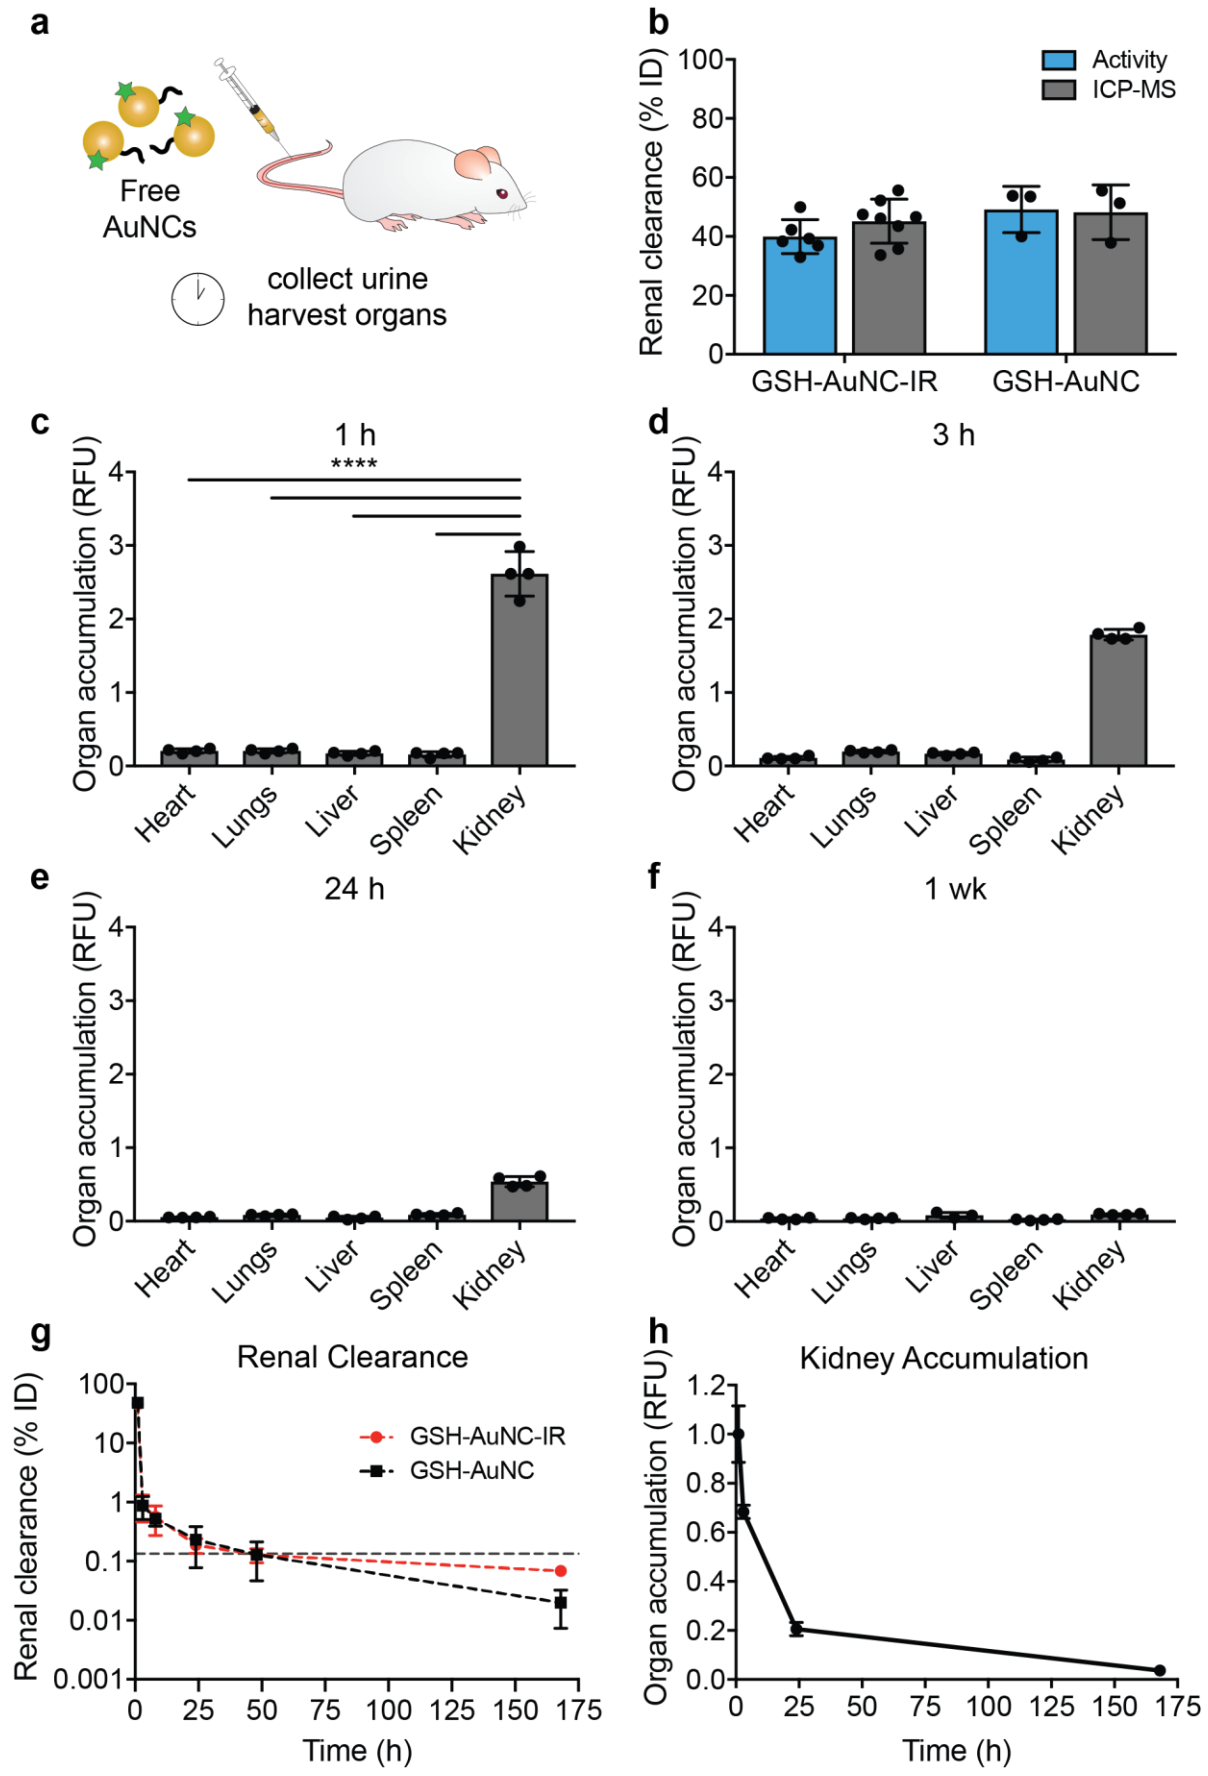 a
Free
AuNCs
collect urine
harvest organs
b
Renal clearance (% ID)
100
80
60
40
20
0
Activity
ICP-MS
GSH-AuNC-IR
GSH-AuNC
c
1 h
****
Organ accumulation (RFU)
4
3
2
1
0
Heart
Lungs
Liver
Spleen
Kidney
d
3 h
Organ accumulation (RFU)
4
3
2
1
0
Heart
Lungs
Liver
Spleen
Kidney
e
24 h
Organ accumulation (RFU)
4
3
2
1
0
Heart
Lungs
Liver
Spleen
Kidney
f
1 wk
Organ accumulation (RFU)
4
3
2
1
0
Heart
Lungs
Liver
Spleen
Kidney
g
Renal Clearance
Renal clearance (% ID)
100
10
1
0.1
0.01
0.001
GSH-AuNC-IR
GSH-AuNC
0 25 50 75 100 125 150 175
Time (h)
h
Kidney Accumulation
Organ accumulation (RFU)
1.2
1.0
0.8
0.6
0.4
0.2
0.0
0 25 50 75 100 125 150 175
Time (h)